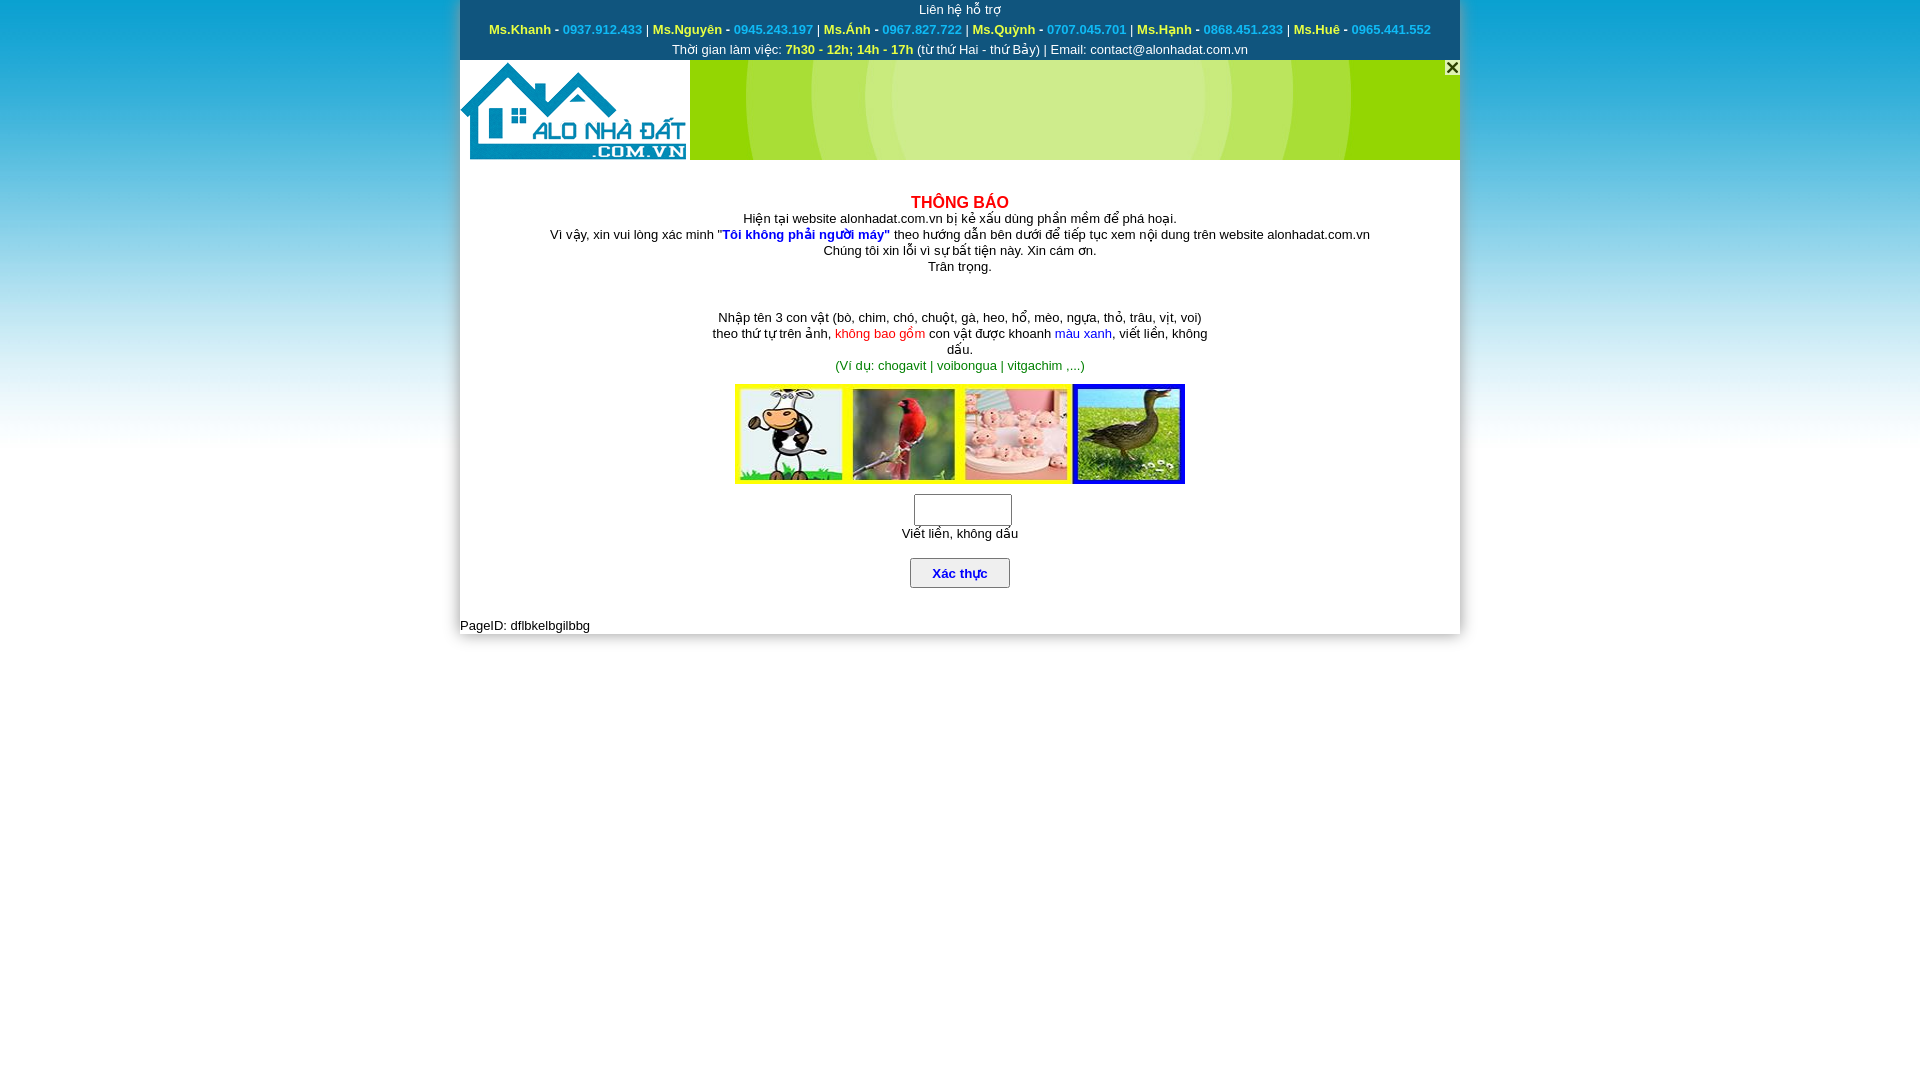 Liên hệ hỗ trợ
Ms.Khanh - 0937.912.433 | Ms.Nguyên - 0945.243.197 | Ms.Ánh - 0967.827.722 | Ms.Quỳnh - 0707.045.701 | Ms.Hạnh - 0868.451.233 | Ms.Huê - 0965.441.552
Thời gian làm việc: 7h30 - 12h; 14h - 17h (từ thứ Hai - thứ Bảy) | Email: contact@alonhadat.com.vn
ALO NHÀ ĐẤT
.COM.VN
THÔNG BÁO
Hiện tại website alonhadat.com.vn bị kẻ xấu dùng phần mềm để phá hoại.
Vì vậy, xin vui lòng xác minh "Tôi không phải người máy" theo hướng dẫn bên dưới để tiếp tục xem nội dung trên website alonhadat.com.vn
Chúng tôi xin lỗi vì sự bất tiện này. Xin cám ơn.
Trân trọng.
Nhập tên 3 con vật (bò, chim, chó, chuột, gà, heo, hổ, mèo, ngựa, thỏ, trâu, vịt, voi)
theo thứ tự trên ảnh, không bao gồm con vật được khoanh màu xanh, viết liền, không
dấu.
(Ví dụ: chogavit | voibongua | vitgachim ,...)
Viết liền, không dấu
Xác thực
PageID: dflbkelbgilbbg